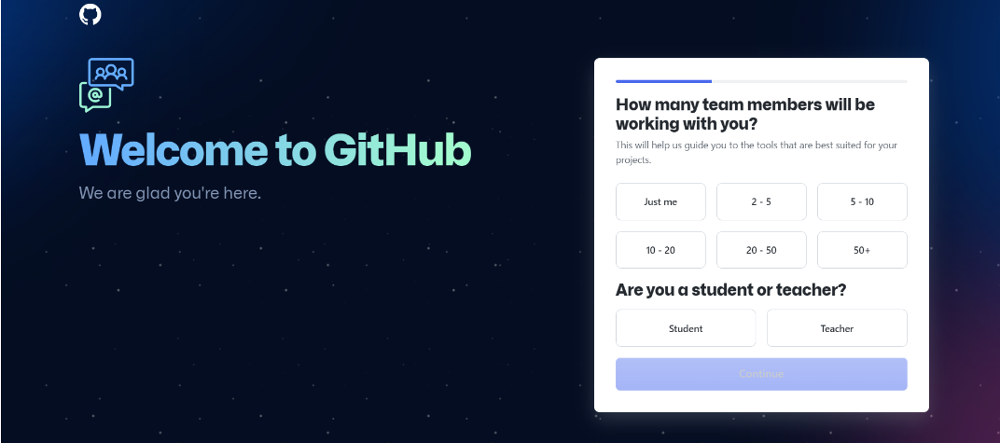 @
Welcome to GitHub
We are glad you're here.
How many team members will be
working with you?
This will help us guide you to the tools that are best suited for your
projects.
Just me
2 - 5
5 - 10
10 - 20
20 - 50
50+
Are you a student or teacher?
Student
Teacher
Continue